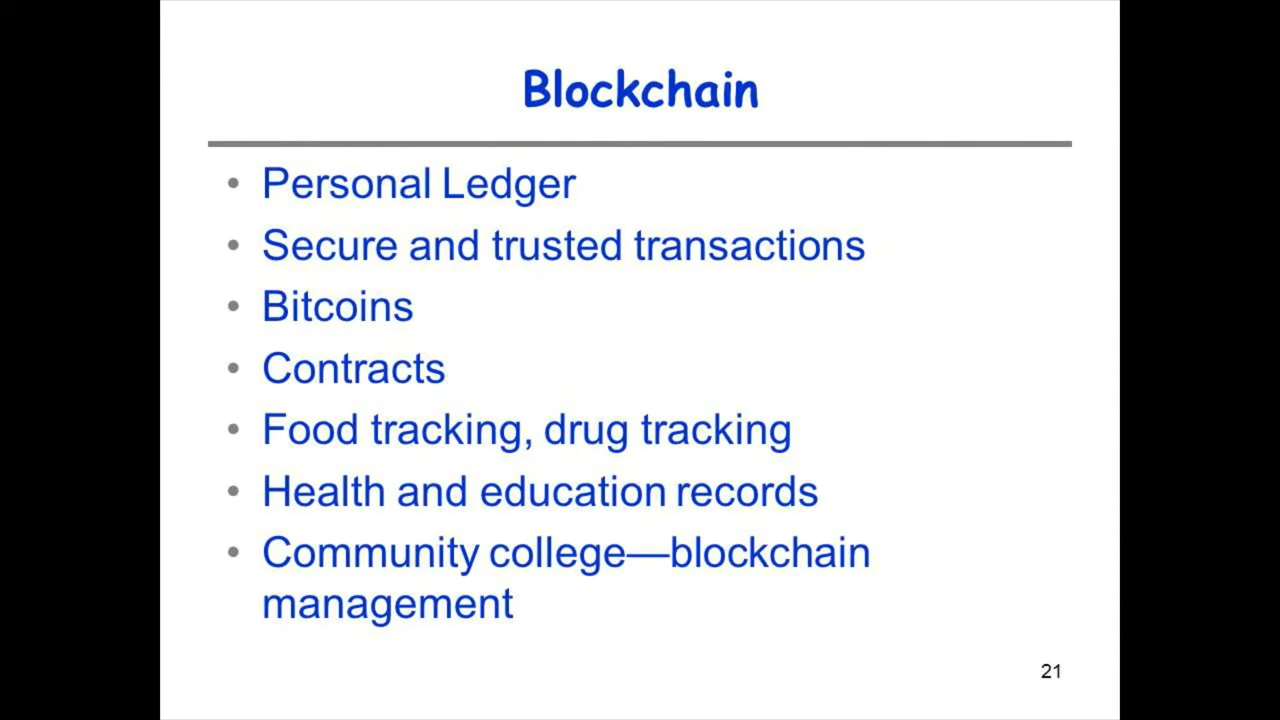 Blockchain
• Personal Ledger
• Secure and trusted transactions
• Bitcoins
• Contracts
• Food tracking, drug tracking
• Health and education records
• Community college—blockchain
management
21